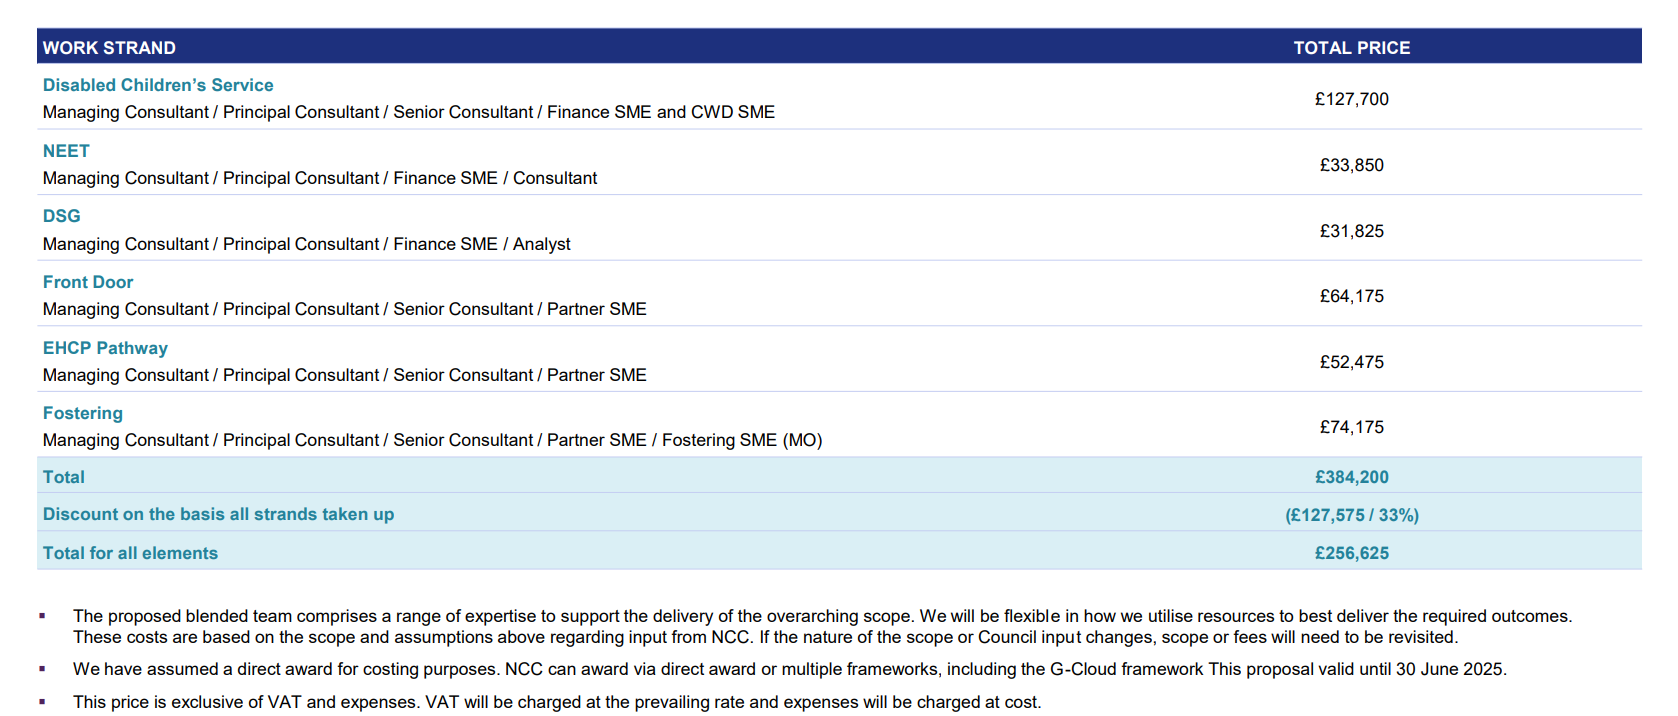 WORK STRAND TOTAL PRICE
Disabled Children’s Service
Managing Consultant / Principal Consultant / Senior Consultant / Finance SME and CWD SME
£127,700
NEET
Managing Consultant / Principal Consultant / Finance SME / Consultant
£33,850
DSG
Managing Consultant / Principal Consultant / Finance SME / Analyst
£31,825
Front Door
Managing Consultant / Principal Consultant / Senior Consultant / Partner SME
£64,175
EHCP Pathway
Managing Consultant / Principal Consultant / Senior Consultant / Partner SME
£52,475
Fostering
Managing Consultant / Principal Consultant / Senior Consultant / Partner SME / Fostering SME (MO)
£74,175
Total £384,200
Discount on the basis all strands taken up (£127,575 / 33%)
Total for all elements £256,625
▪ The proposed blended team comprises a range of expertise to support the delivery of the overarching scope. We will be flexible in how we utilise resources to best deliver the required outcomes.
These costs are based on the scope and assumptions above regarding input from NCC. If the nature of the scope or Council input changes, scope or fees will need to be revisited.
▪ We have assumed a direct award for costing purposes. NCC can award via direct award or multiple frameworks, including the G-Cloud framework This proposal valid until 30 June 2025.
▪ This price is exclusive of VAT and expenses. VAT will be charged at the prevailing rate and expenses will be charged at cost.